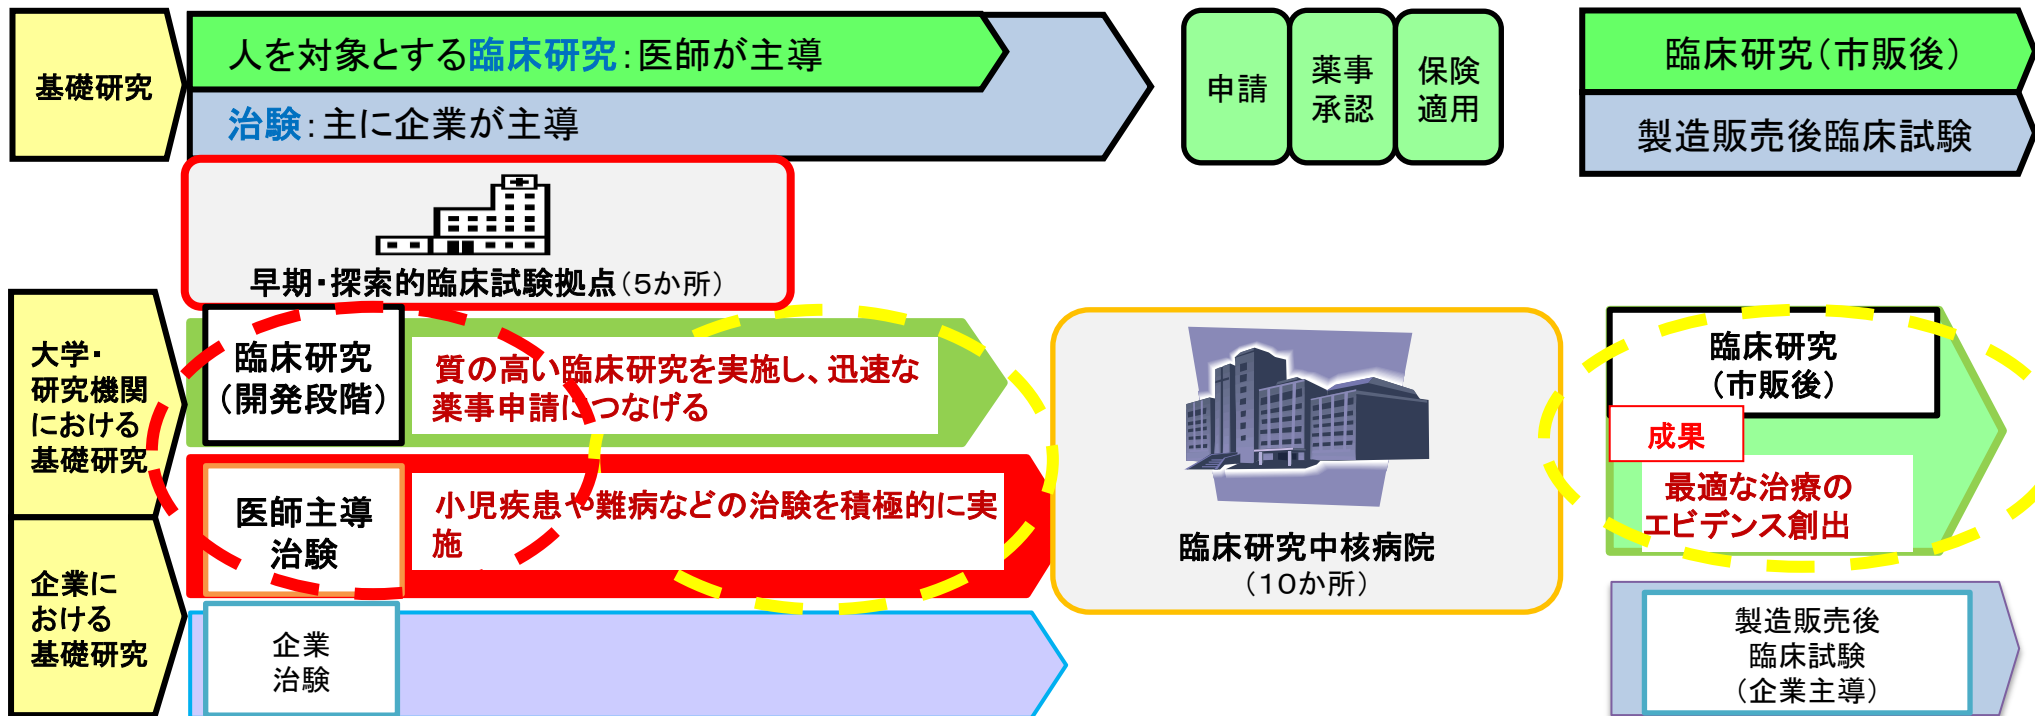 基礎研究
人を対象とする臨床研究：医師が主導
治験：主に企業が主導
申請
薬事
承認
保険
適用
臨床研究（市販後）
製造販売後臨床試験
早期・探索的臨床試験拠点（５か所）
大学・
研究機関
における
基礎研究
臨床研究
（開発段階）
質の高い臨床研究を実施し、迅速な
薬事申請につなげる
医師主導
治験
小児疾患や難病などの治験を積極的に実
施
企業に
おける
基礎研究
企業
治験
臨床研究中核病院
（１０か所）
臨床研究
（市販後）
成果
最適な治療の
エビデンス創出
製造販売後
臨床試験
（企業主導）